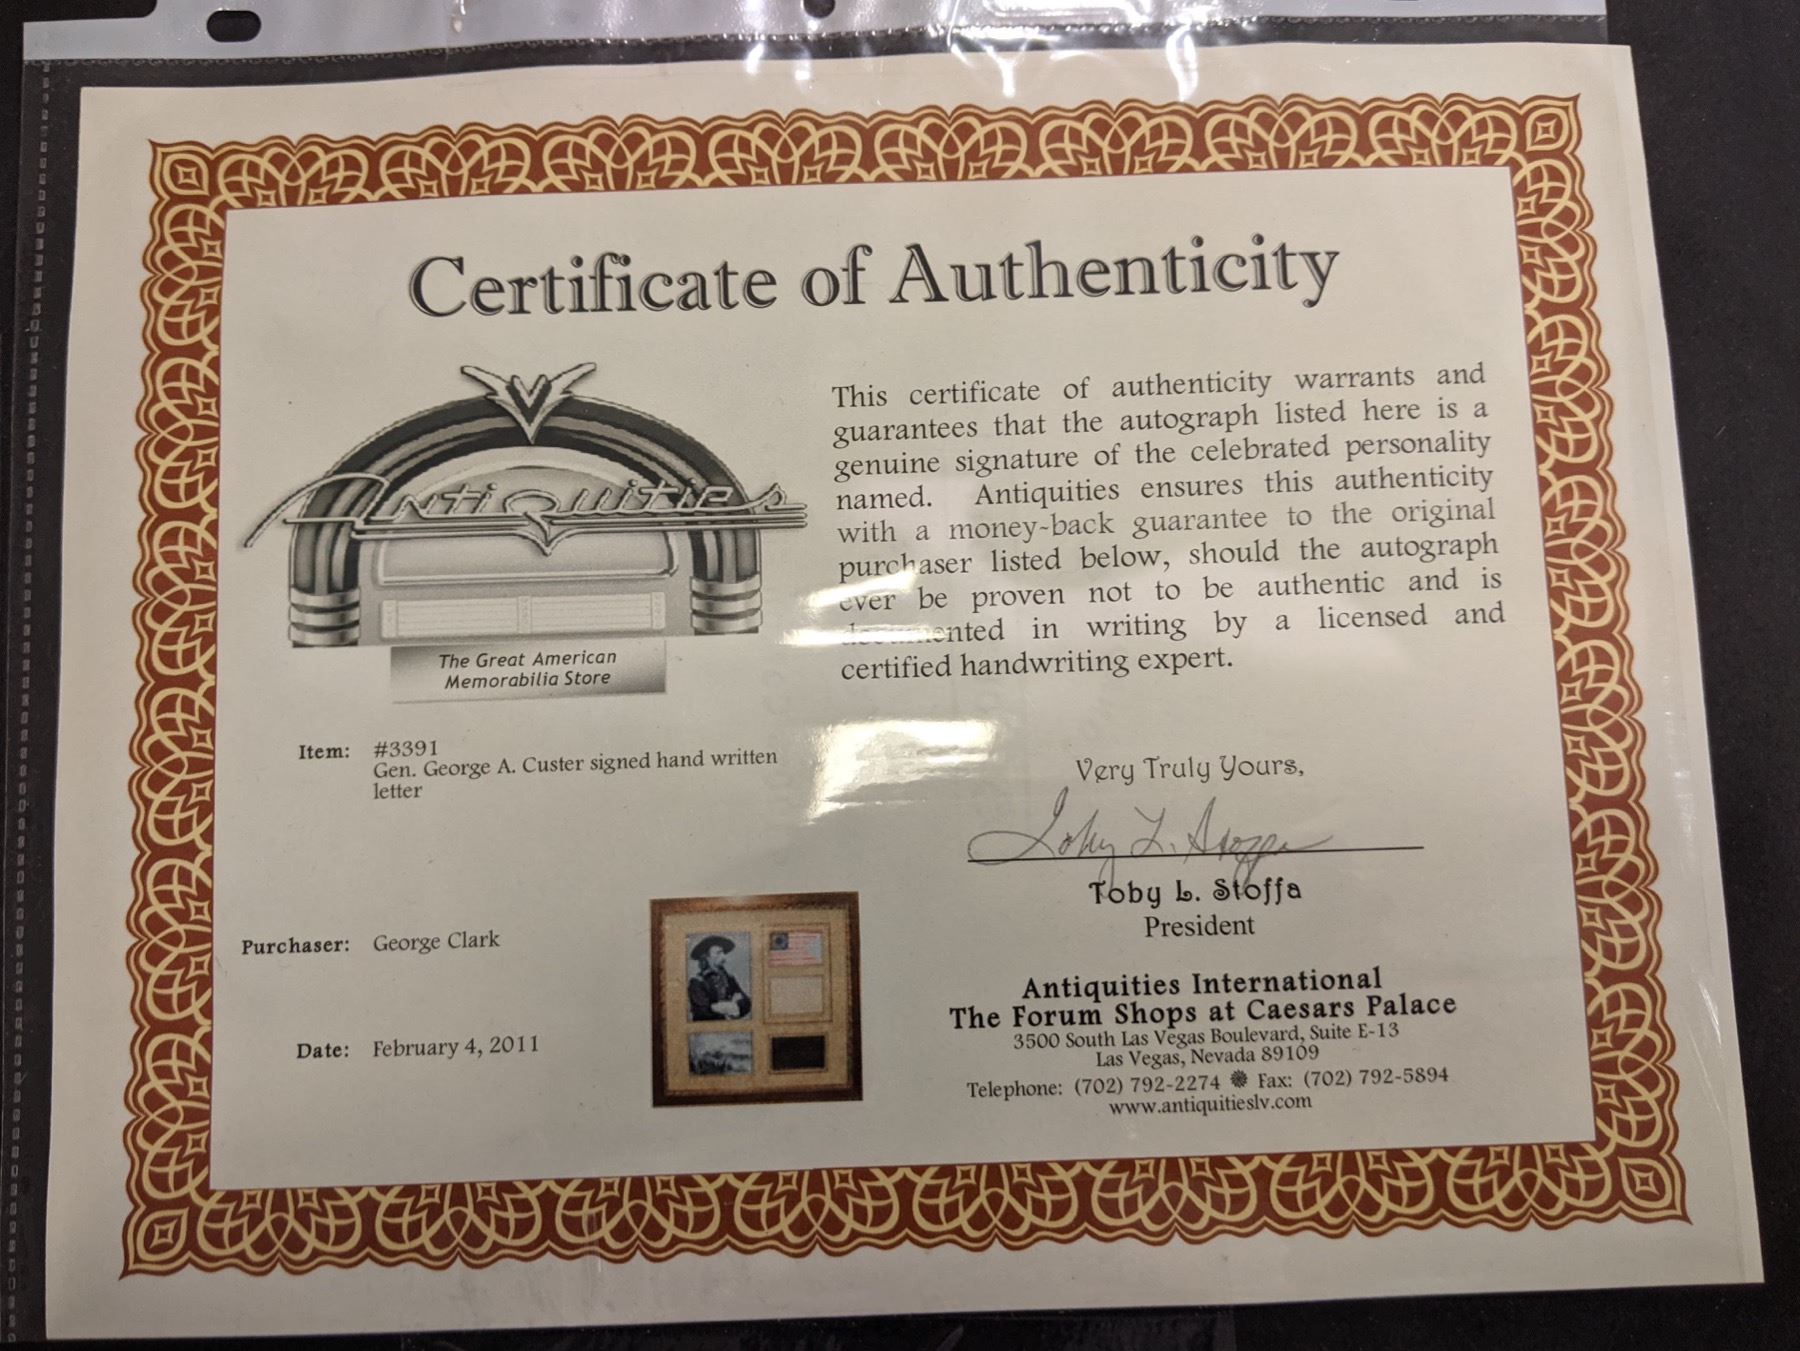 Certificate of Authenticity
Antiquities
The Great American
Memorabilia Store
This certificate of authenticity warrants and
guarantees that the autograph listed here is a
genuine signature of the celebrated personality
named. Antiquities ensures this authenticity
with a money-back guarantee to the original
purchaser listed below, should the autograph
ever be proven not to be authentic and is
documented in writing by a licensed and
certified handwriting expert.
Item: #3391
Gen. George A. Custer signed hand written
letter
Purchaser: George Clark
Date: February 4, 2011
Very Truly Yours,
Toby L. Stoffa
Toby L. Stoffa
President
Antiquities International
The Forum Shops at Caesars Palace
3500 South Las Vegas Boulevard, Suite E-13
Las Vegas, Nevada 89109
Telephone: (702) 792-2274 Fax: (702) 792-5894
www.antiquitieslv.com